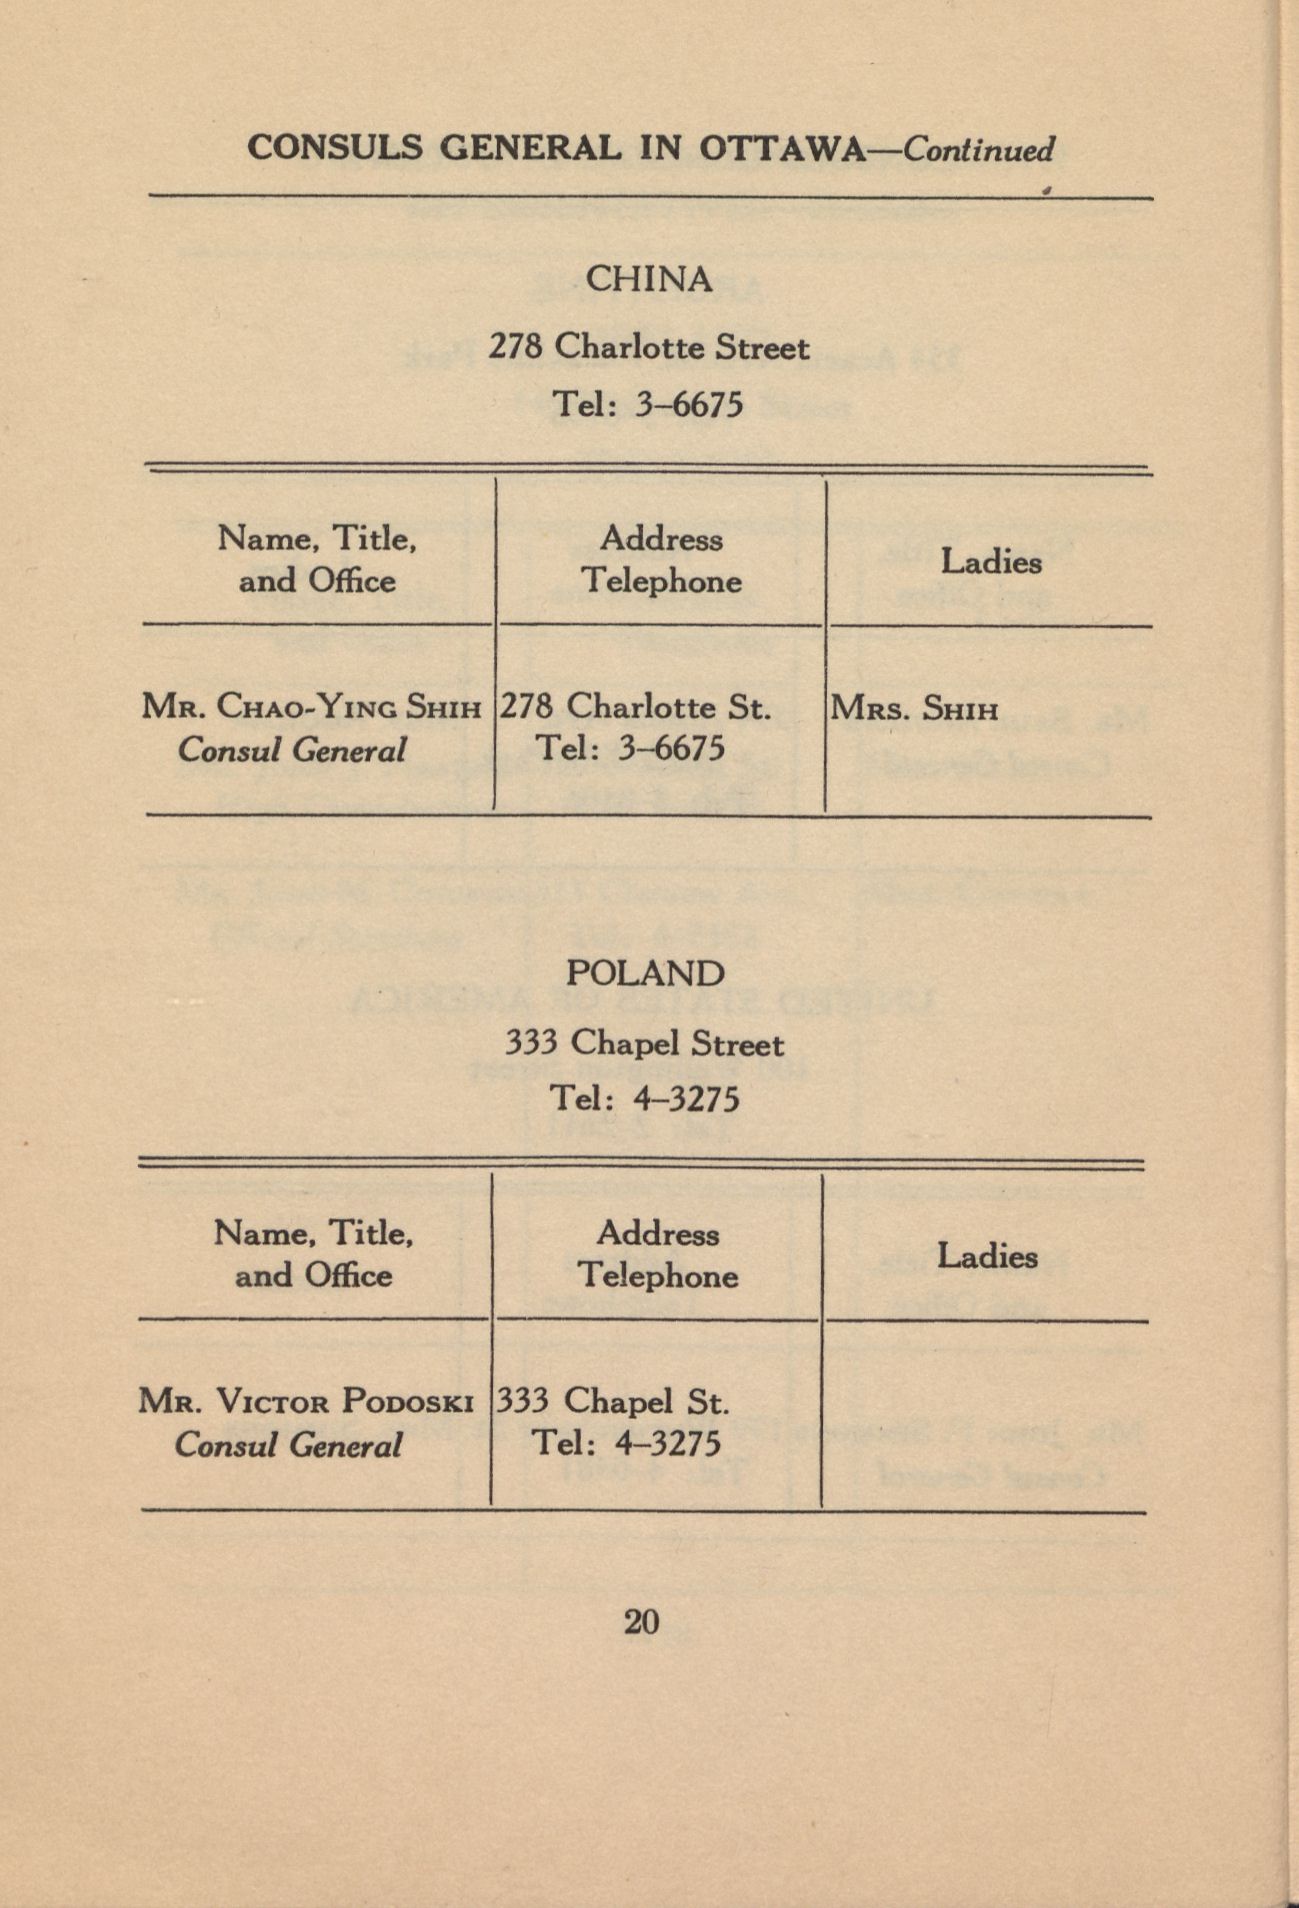 CONSULS GENERAL IN OTTAWA—Continued
CHINA
278 Charlotte Street
Tel: 3–6675
Name, Title,
and Office
Address
Telephone
Ladies
MR. CHAO-YING SHIH
Consul General
278 Charlotte St.
Tel: 3–6675
MRS. SHIH
POLAND
333 Chapel Street
Tel: 4–3275
Name, Title,
and Office
Address
Telephone
Ladies
MR. VICTOR PODOSKI
Consul General
333 Chapel St.
Tel: 4–3275
20